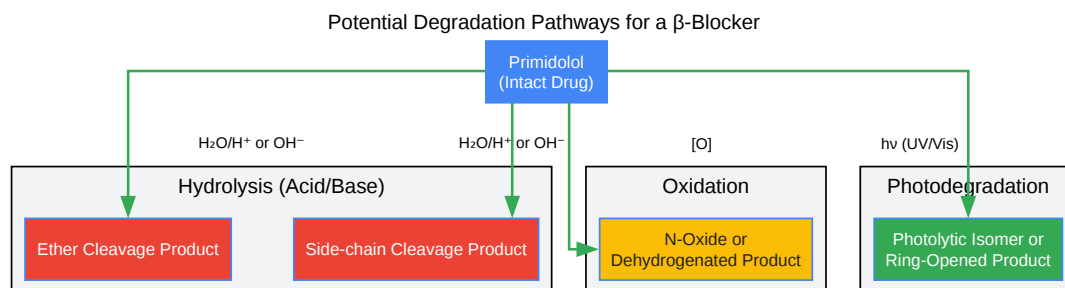 Potential Degradation Pathways for a β-Blocker
Primidolol
(Intact Drug)
H₂O/H⁺ or OH⁻
H₂O/H⁺ or OH⁻
[O]
hν (UV/Vis)
Hydrolysis (Acid/Base)
Oxidation
Photodegradation
Ether Cleavage Product
Side-chain Cleavage Product
N-Oxide or
Dehydrogenated Product
Photolytic Isomer or
Ring-Opened Product